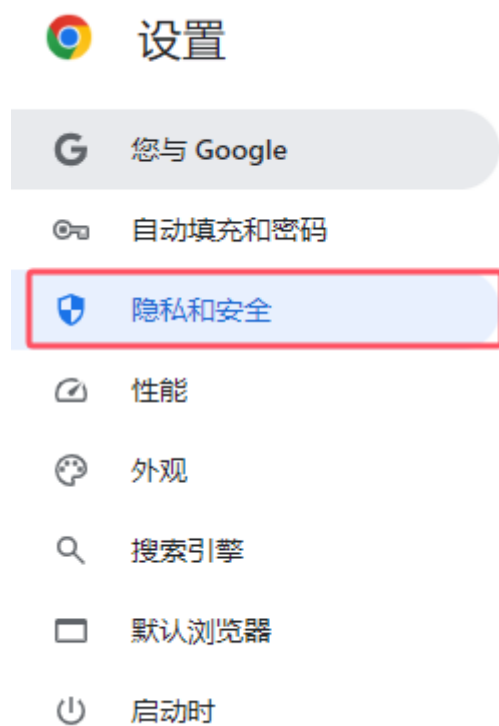 设置
您与 Google
自动填充和密码
隐私和安全
性能
外观
搜索引擎
默认浏览器
启动时